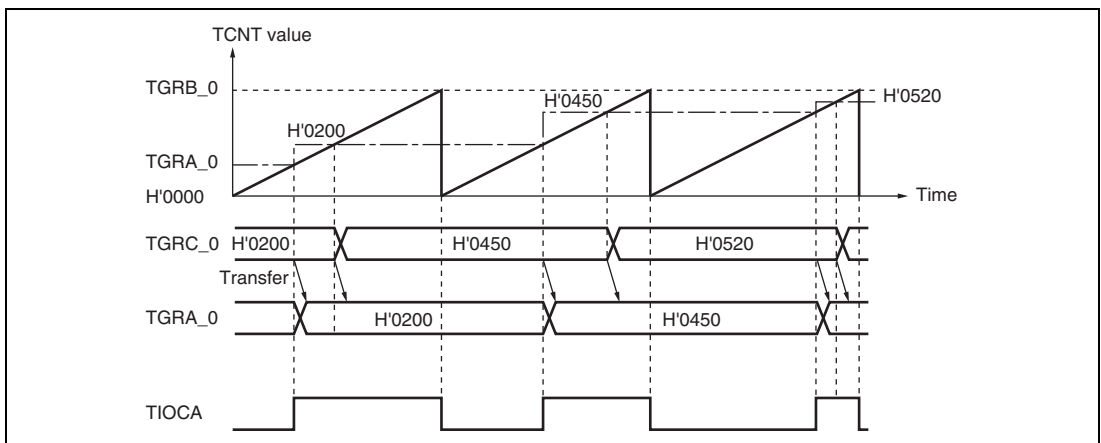 TCNT value
TGRB_0
H'0450
H'0520
H'0200
TGRA_0
H'0000
Time
TGRC_0 H'0200 H'0450 H'0520
Transfer
TGRA_0 H'0200 H'0450
TIOCA